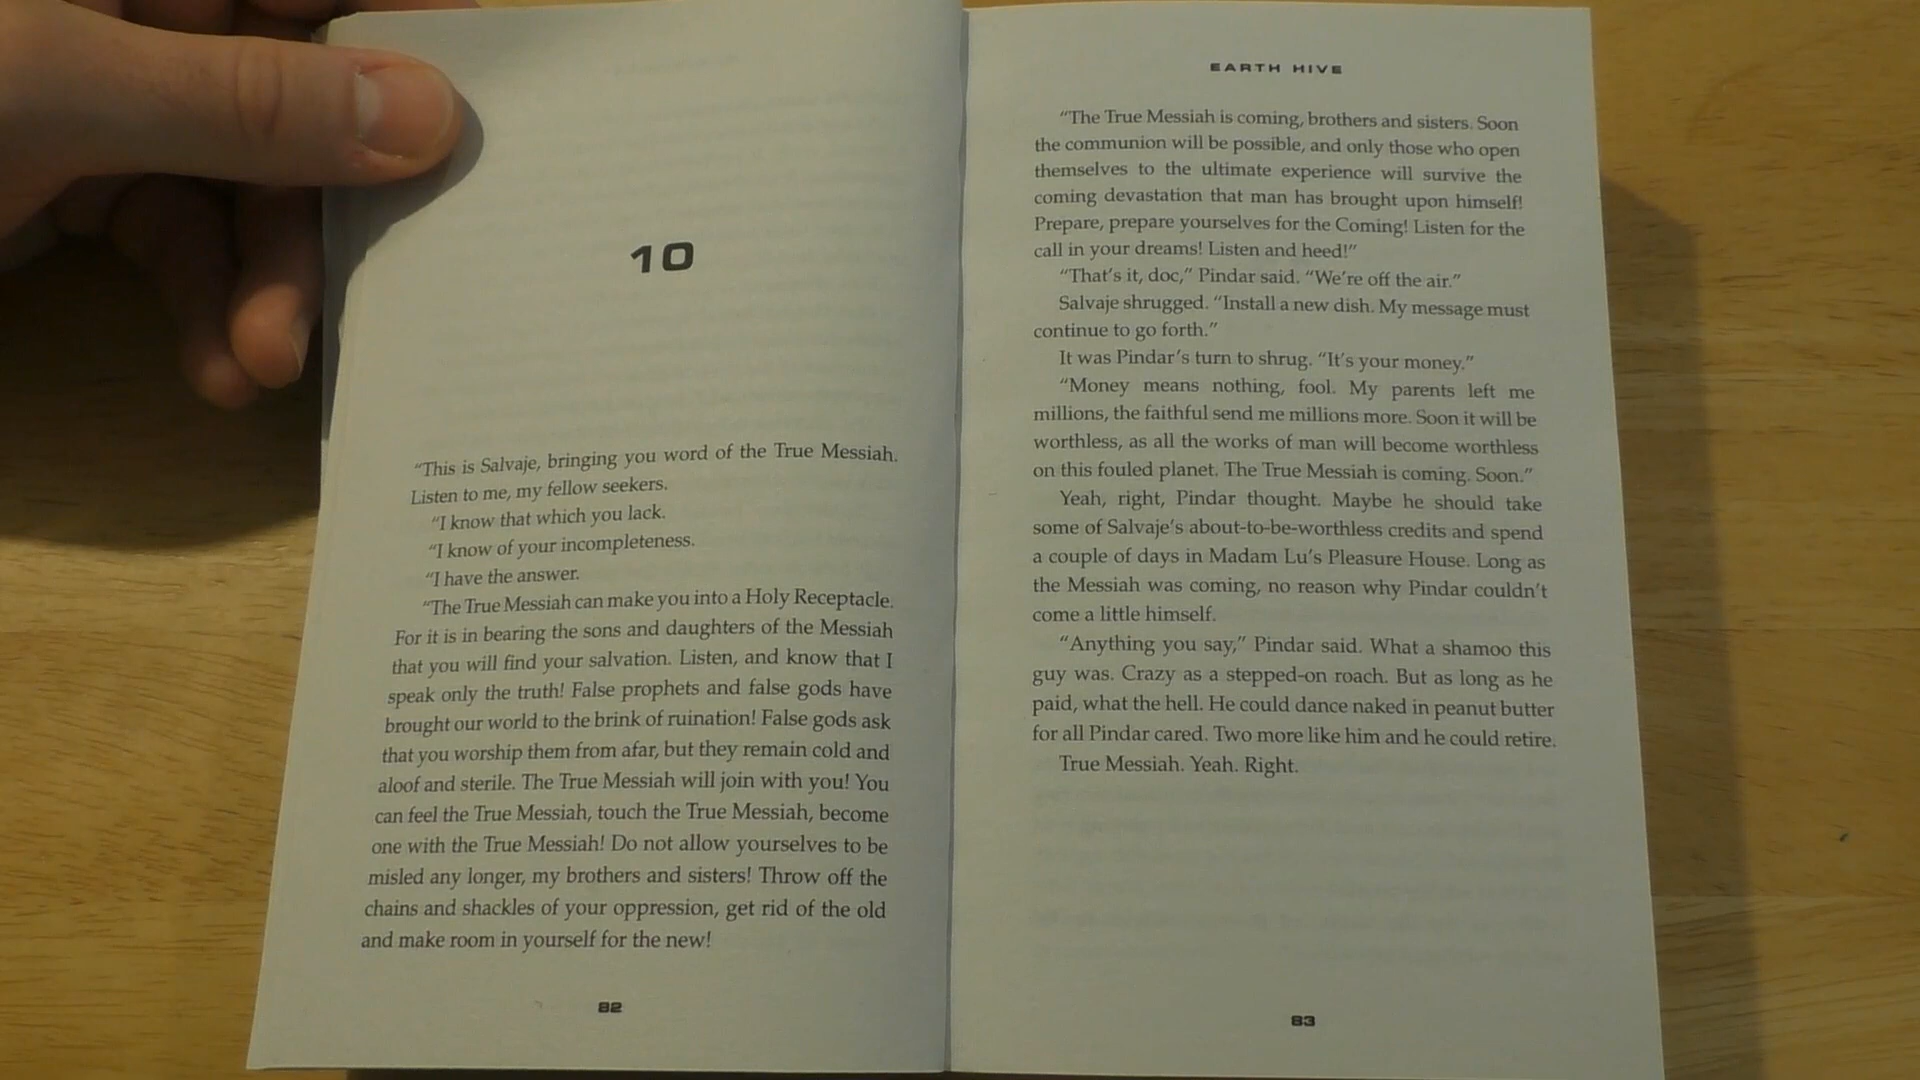 10
“This is Salvaje, bringing you word of the True Messiah.
Listen to me, my fellow seekers.
“I know that which you lack.
“I know of your incompleteness.
“I have the answer.
“The True Messiah can make you into a Holy Receptacle.
For it is in bearing the sons and daughters of the Messiah
that you will find your salvation. Listen, and know that I
speak only the truth! False prophets and false gods have
brought our world to the brink of ruination! False gods ask
that you worship them from afar, but they remain cold and
aloof and sterile. The True Messiah will join with you! You
can feel the True Messiah, touch the True Messiah, become
one with the True Messiah! Do not allow yourselves to be
misled any longer, my brothers and sisters! Throw off the
chains and shackles of your oppression, get rid of the old
and make room in yourself for the new!
82
EARTH HIVE
“The True Messiah is coming, brothers and sisters. Soon
the communion will be possible, and only those who open
themselves to the ultimate experience will survive the
coming devastation that man has brought upon himself!
Prepare, prepare yourselves for the Coming! Listen for the
call in your dreams! Listen and heed!”
“That’s it, doc,” Pindar said. “We’re off the air.”
Salvaje shrugged. “Install a new dish. My message must
continue to go forth.”
It was Pindar’s turn to shrug. “It’s your money.”
“Money means nothing, fool. My parents left me
millions, the faithful send me millions more. Soon it will be
worthless, as all the works of man will become worthless
on this fouled planet. The True Messiah is coming. Soon.”
Yeah, right, Pindar thought. Maybe he should take
some of Salvaje’s about-to-be-worthless credits and spend
a couple of days in Madam Lu’s Pleasure House. Long as
the Messiah was coming, no reason why Pindar couldn’t
come a little himself.
“Anything you say,” Pindar said. What a shamoo this
guy was. Crazy as a stepped-on roach. But as long as he
paid, what the hell. He could dance naked in peanut butter
for all Pindar cared. Two more like him and he could retire.
True Messiah. Yeah. Right.
83